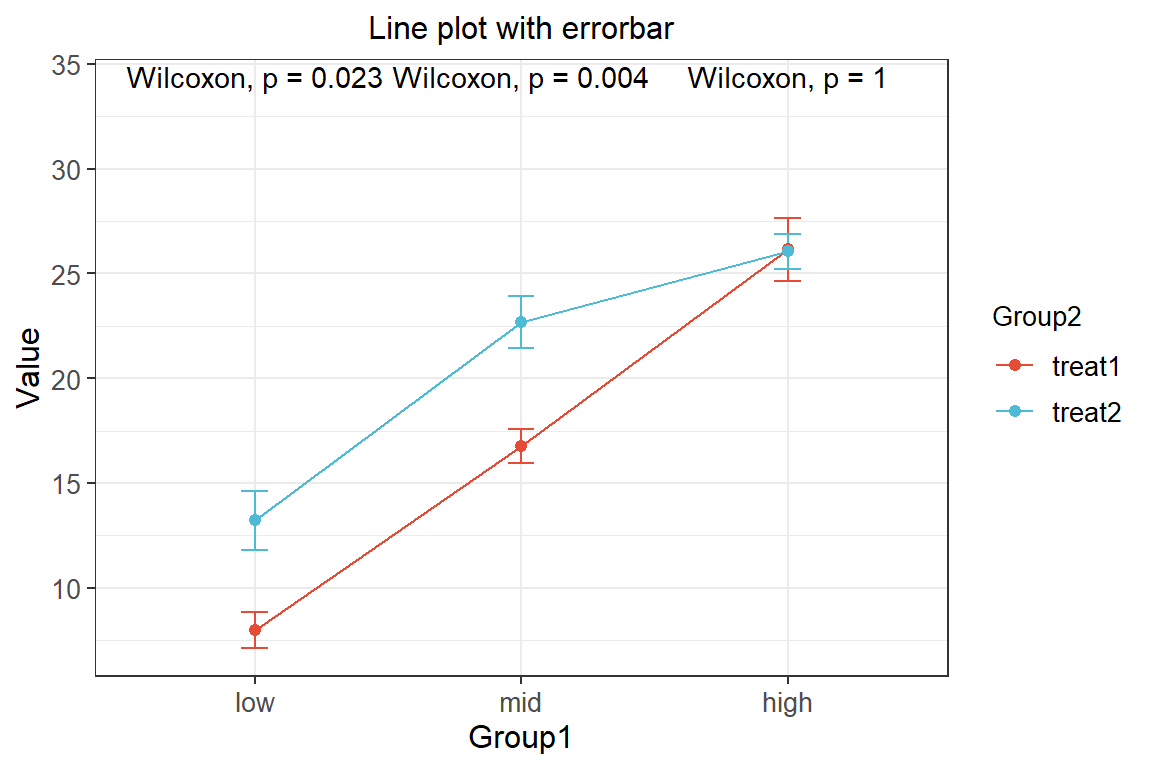 Line plot with errorbar
Wilcoxon, p = 0.023 Wilcoxon, p = 0.004 Wilcoxon, p = 1
35
30
25
20
15
10
Value
low mid high
Group1
Group2
treat1
treat2